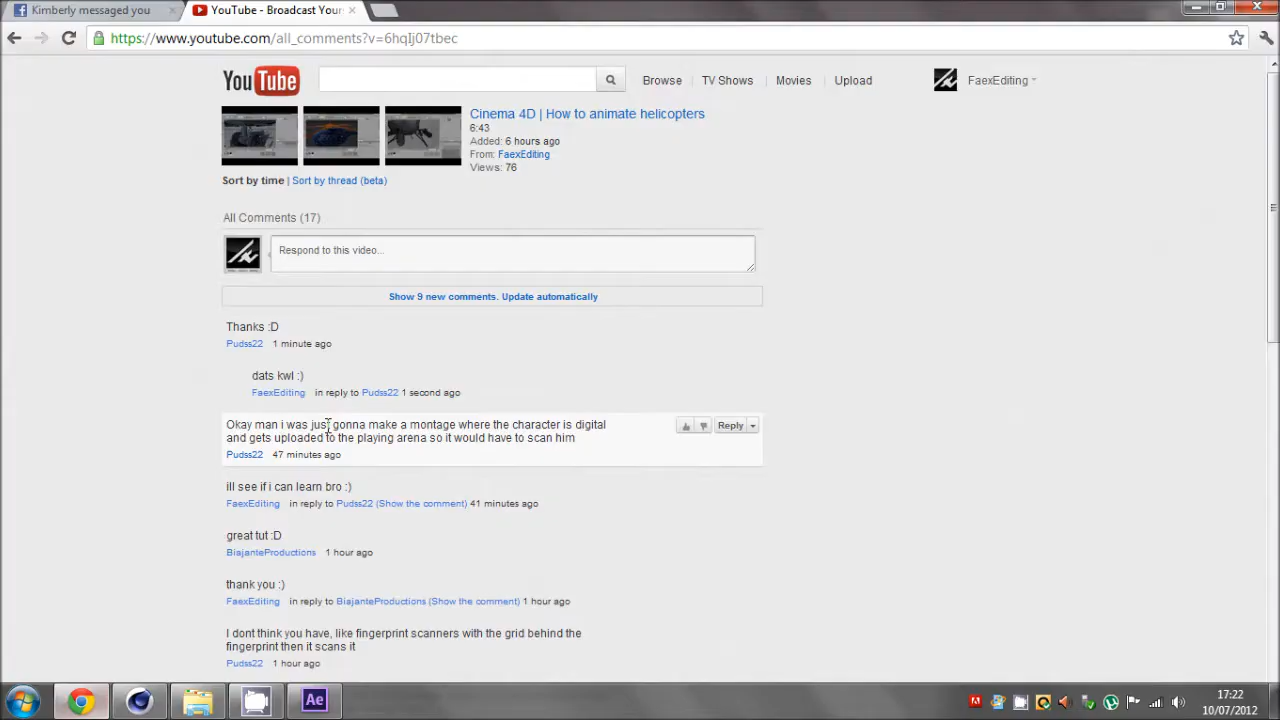 Kimberly messaged you
YouTube - Broadcast Your
https://www.youtube.com/all_comments?v=6hqIj07tbec
YouTube
Browse TV Shows Movies Upload FaexEditing
Cinema 4D | How to animate helicopters
6:43
Added: 6 hours ago
From: FaexEditing
Views: 76
Sort by time | Sort by thread (beta)
All Comments (17)
Respond to this video...
Show 9 new comments. Update automatically
Thanks :D
Pudss22 1 minute ago
dats kwl :)
FaexEditing in reply to Pudss22 1 second ago
Okay man i was just gonna make a montage where the character is digital
and gets uploaded to the playing arena so it would have to scan him
Reply
Pudss22 47 minutes ago
ill see if i can learn bro :)
FaexEditing in reply to Pudss22 (Show the comment) 41 minutes ago
great tut :D
BiajanteProductions 1 hour ago
thank you :)
FaexEditing in reply to BiajanteProductions (Show the comment) 1 hour ago
I dont think you have, like fingerprint scanners with the grid behind the
fingerprint then it scans it
Pudss22 1 hour ago
Ae
17:22
10/07/2012